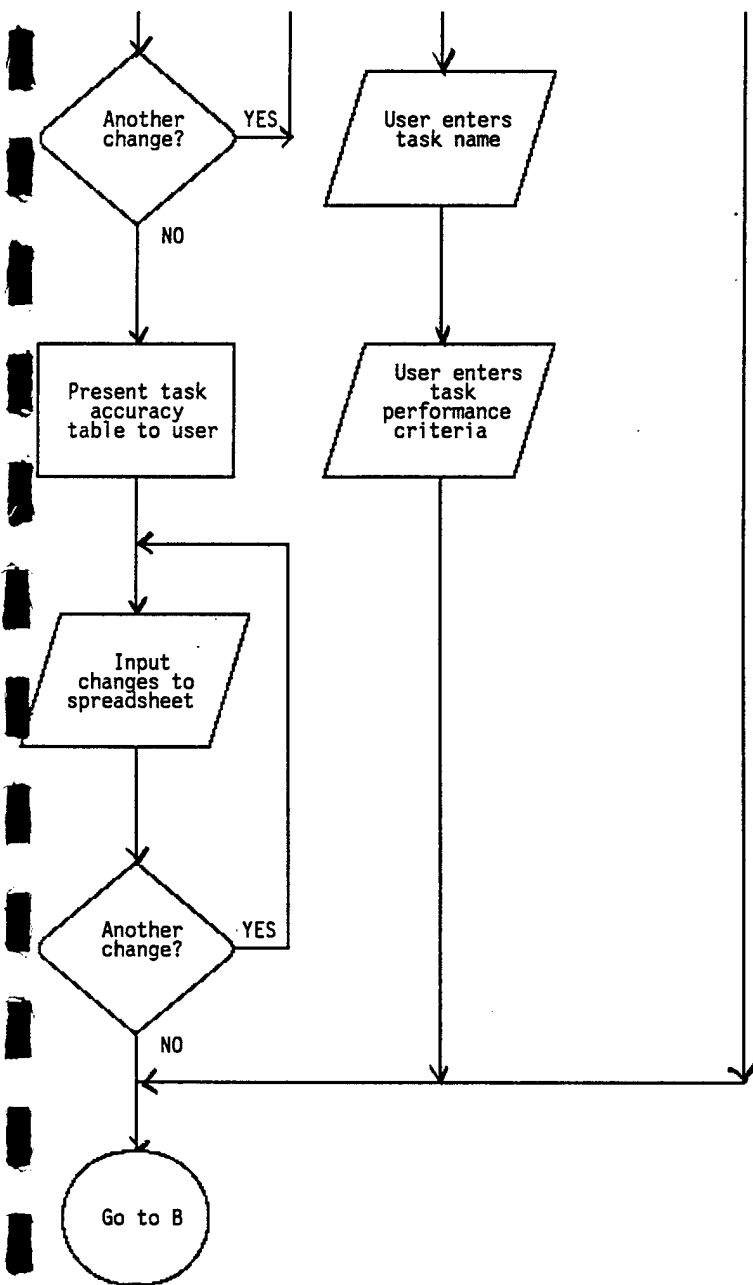 Another
change?
YES
NO
User enters
task name
Present task
accuracy
table to user
User enters
task
performance
criteria
Input
changes to
spreadsheet
Another
change?
YES
NO
Go to B